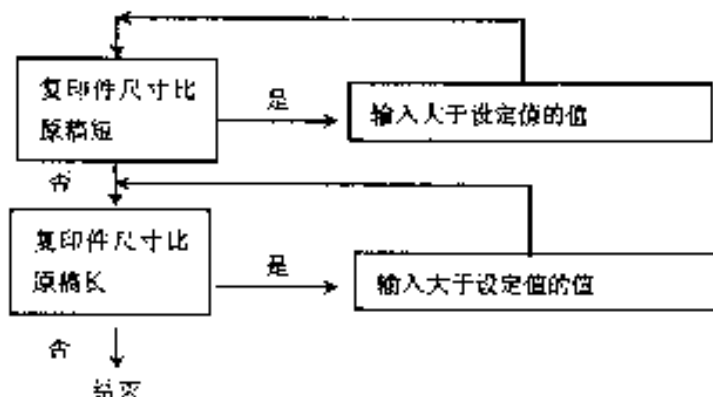 复印件尺寸比
原稿短
是
输入大于设定值的值
否
复印件尺寸比
原稿长
是
输入大于设定值的值
否
结束